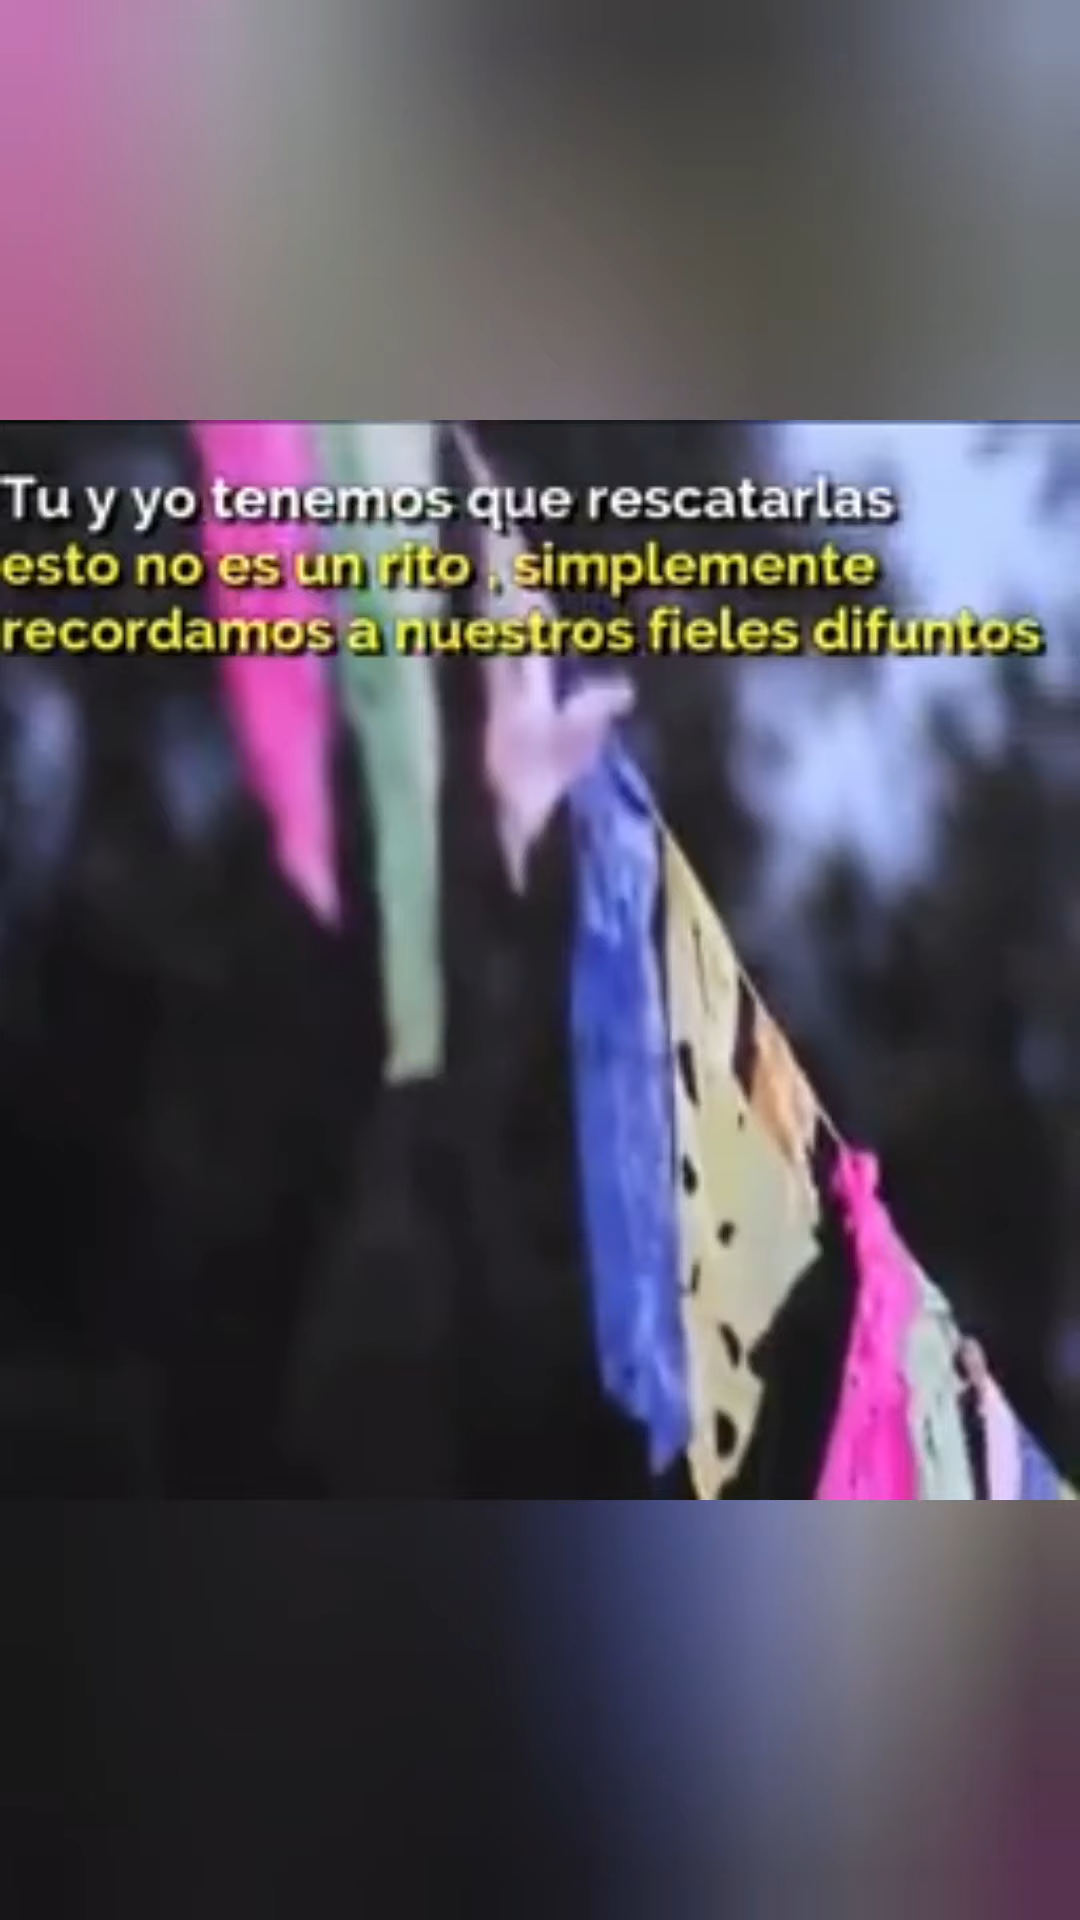 Tu y yo tenemos que rescatarlas
esto no es un rito , simplemente
recordamos a nuestros fieles difuntos